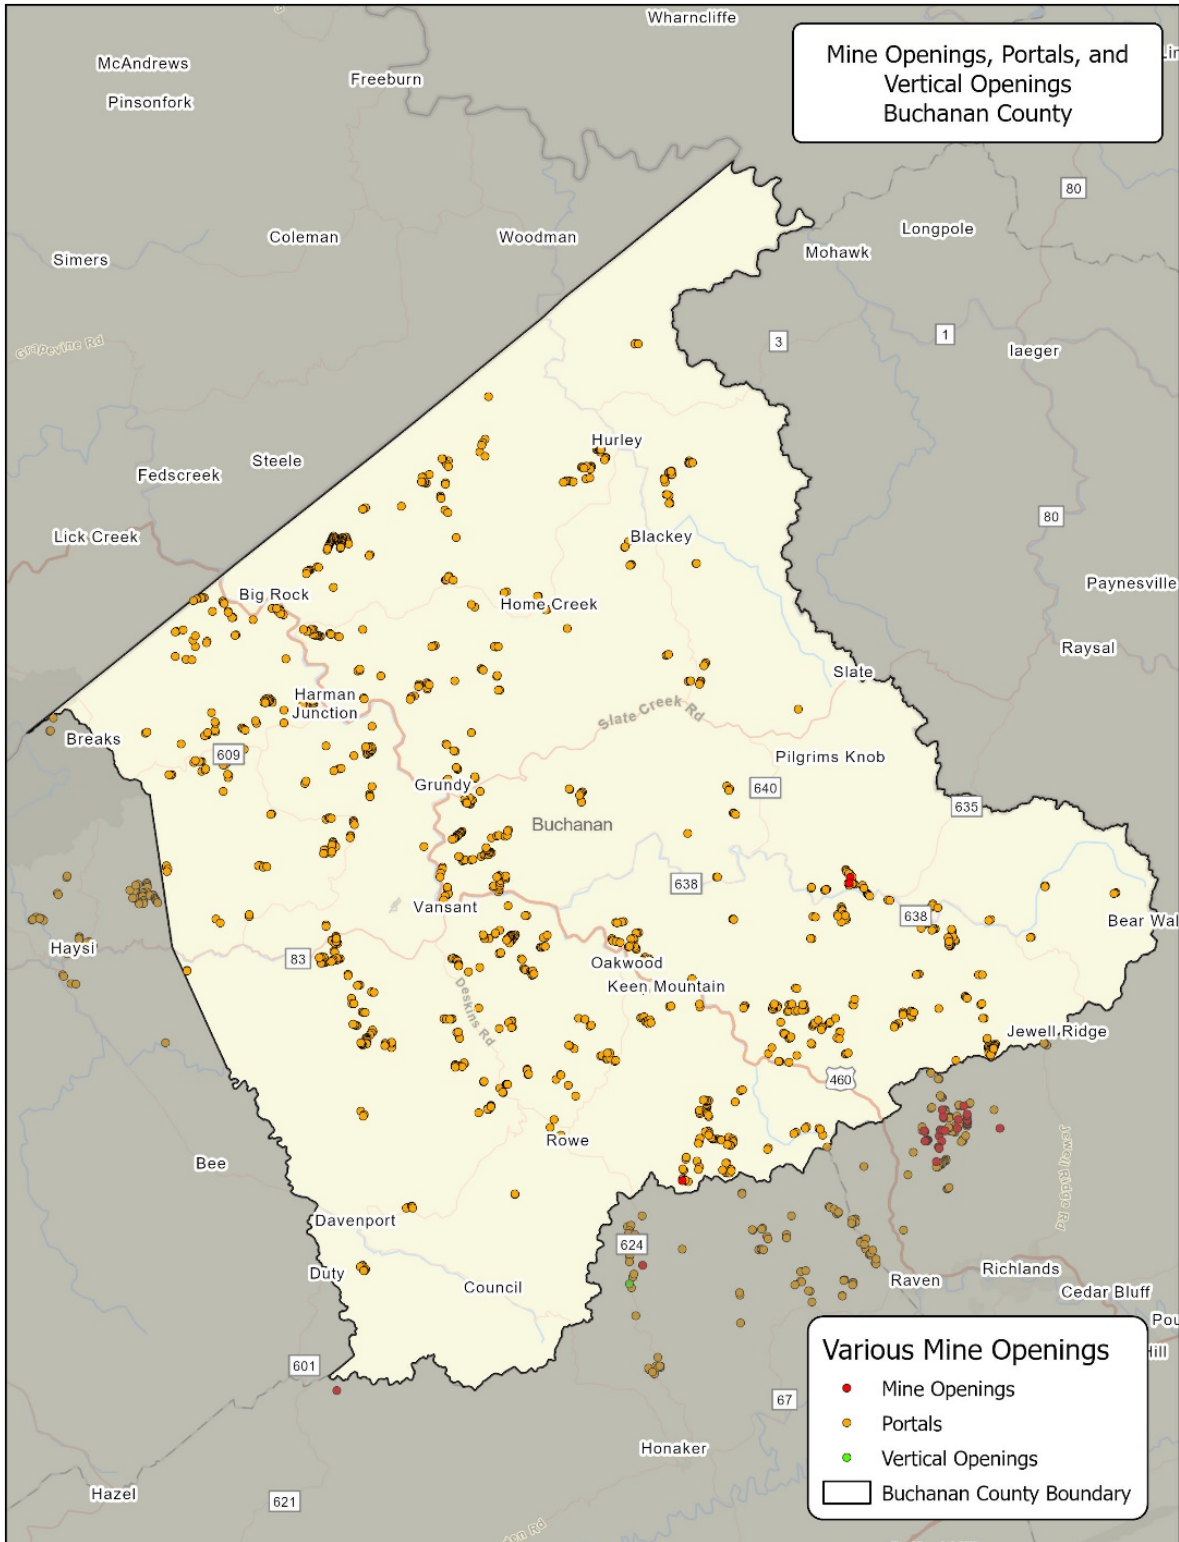 Wharncliffe
Mine Openings, Portals, and
Vertical Openings
Buchanan County
McAndrews
Freeburn
Pinsonfork
80
Longpole
Coleman
Woodman
Mohawk
Simers
Grapevine Rd
3
1
Iaeger
Hurley
Steele
Fedscreek
80
Lick Creek
Blackey
Paynesville
Big Rock
Home Creek
Raysal
Slate
Harman
Junction
Slate Creek Rd
Breaks
609
Pilgrims Knob
Grundy
640
635
Buchanan
638
Vansant
638
Bear Wal
Haysi
83
Oakwood
Keen Mountain
Deskins Rd
Jewell Ridge
460
Rowe
Jewell Ridge Rd
Bee
Davenport
624
Duty
Council
Raven
Richlands
Cedar Bluff
Pou
Hill
601
67
Honaker
Hazel
621
den Rd
Various Mine Openings
Mine Openings
Portals
Vertical Openings
Buchanan County Boundary